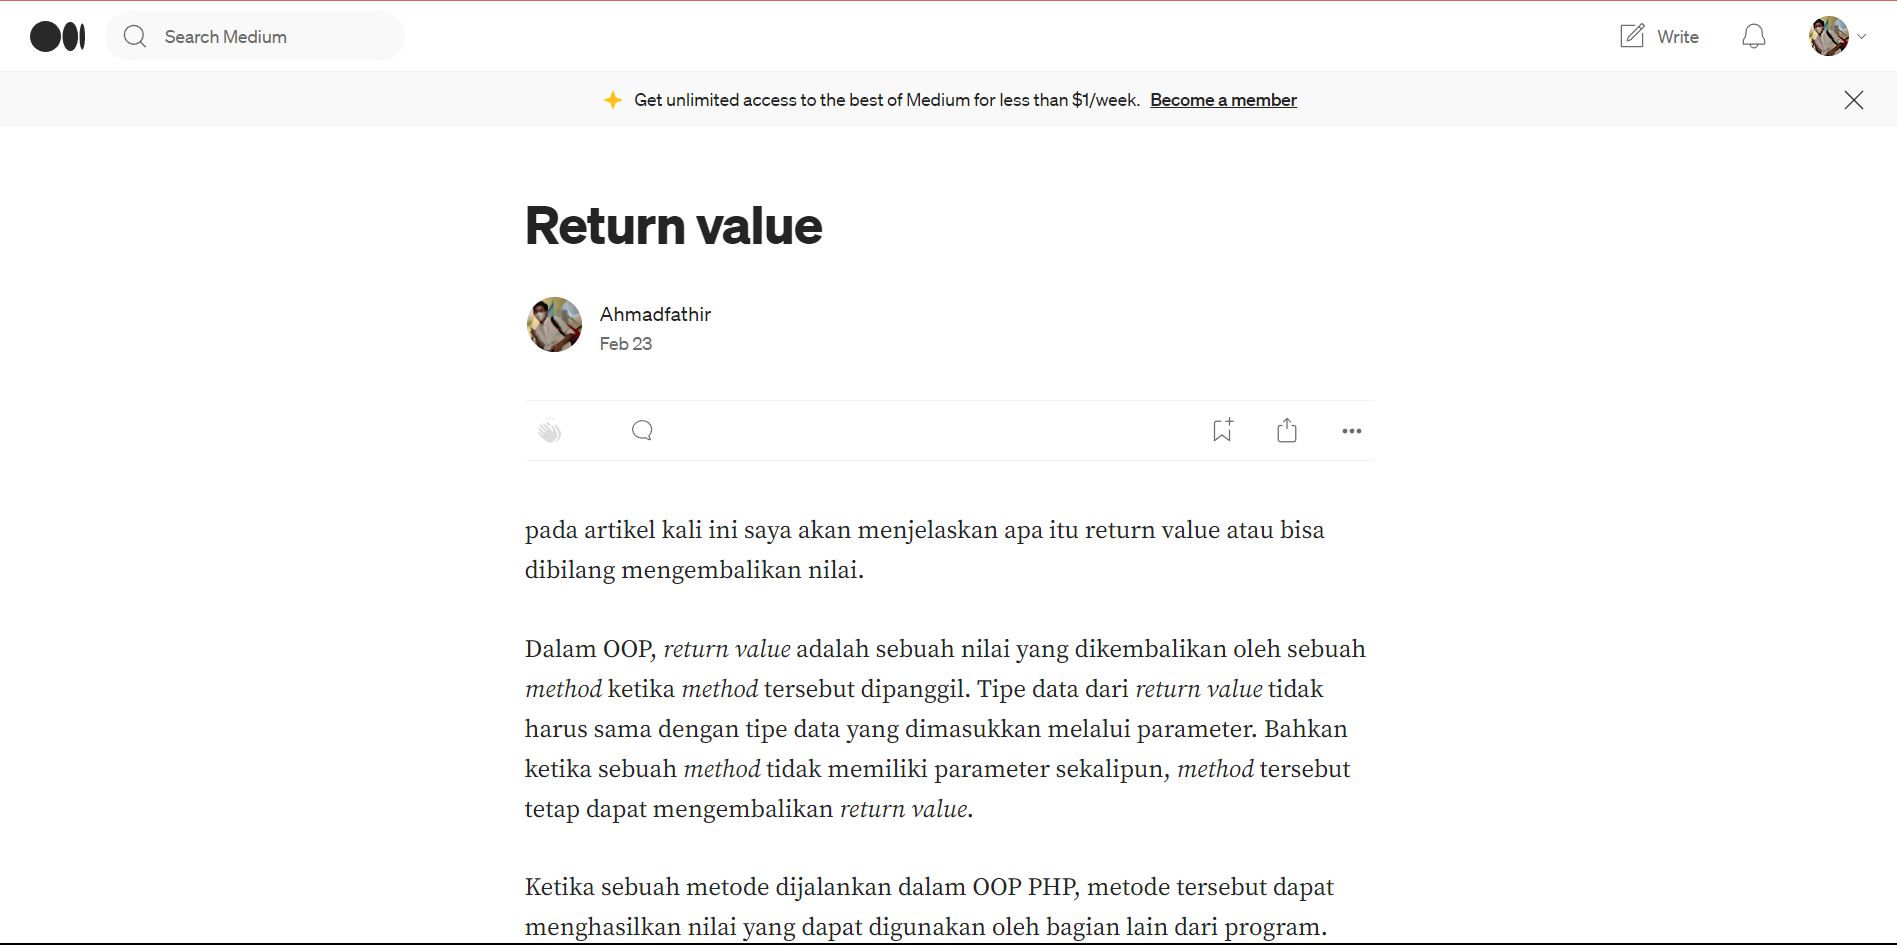 Search Medium
Write
Get unlimited access to the best of Medium for less than $1/week. Become a member
Return value
Ahmadfathir
Feb 23
pada artikel kali ini saya akan menjelaskan apa itu return value atau bisa
dibilang mengembalikan nilai.
Dalam OOP, return value adalah sebuah nilai yang dikembalikan oleh sebuah
method ketika method tersebut dipanggil. Tipe data dari return value tidak
harus sama dengan tipe data yang dimasukkan melalui parameter. Bahkan
ketika sebuah method tidak memiliki parameter sekalipun, method tersebut
tetap dapat mengembalikan return value.
Ketika sebuah metode dijalankan dalam OOP PHP, metode tersebut dapat
menghasilkan nilai yang dapat digunakan oleh bagian lain dari program.